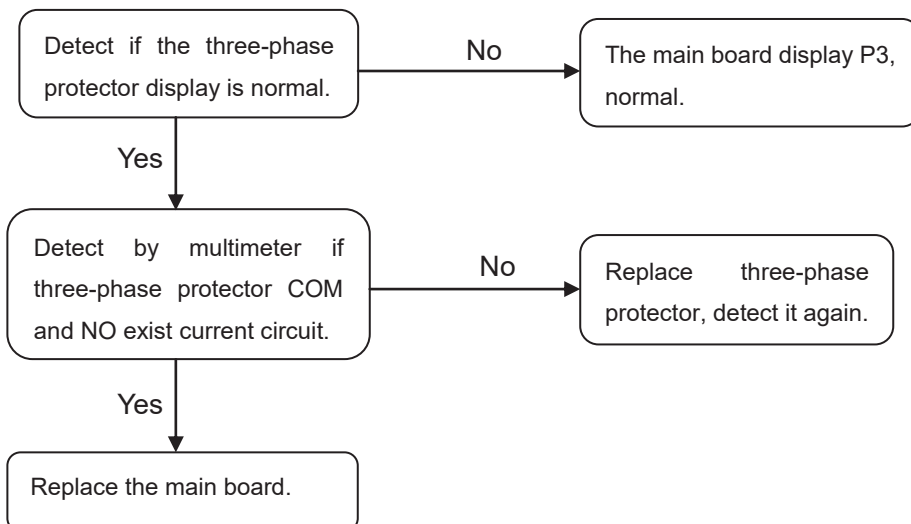 Detect if the three-phase
protector display is normal.
No
The main board display P3,
normal.
Yes
Detect by multimeter if
three-phase protector COM
and NO exist current circuit.
No
Replace three-phase
protector, detect it again.
Yes
Replace the main board.